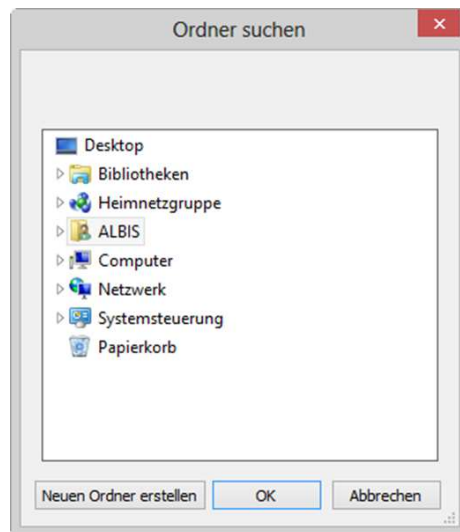 Ordner suchen
Desktop
Bibliotheken
Heimnetzgruppe
ALBIS
Computer
Netzwerk
Systemsteuerung
Papierkorb
Neuen Ordner erstellen OK Abbrechen